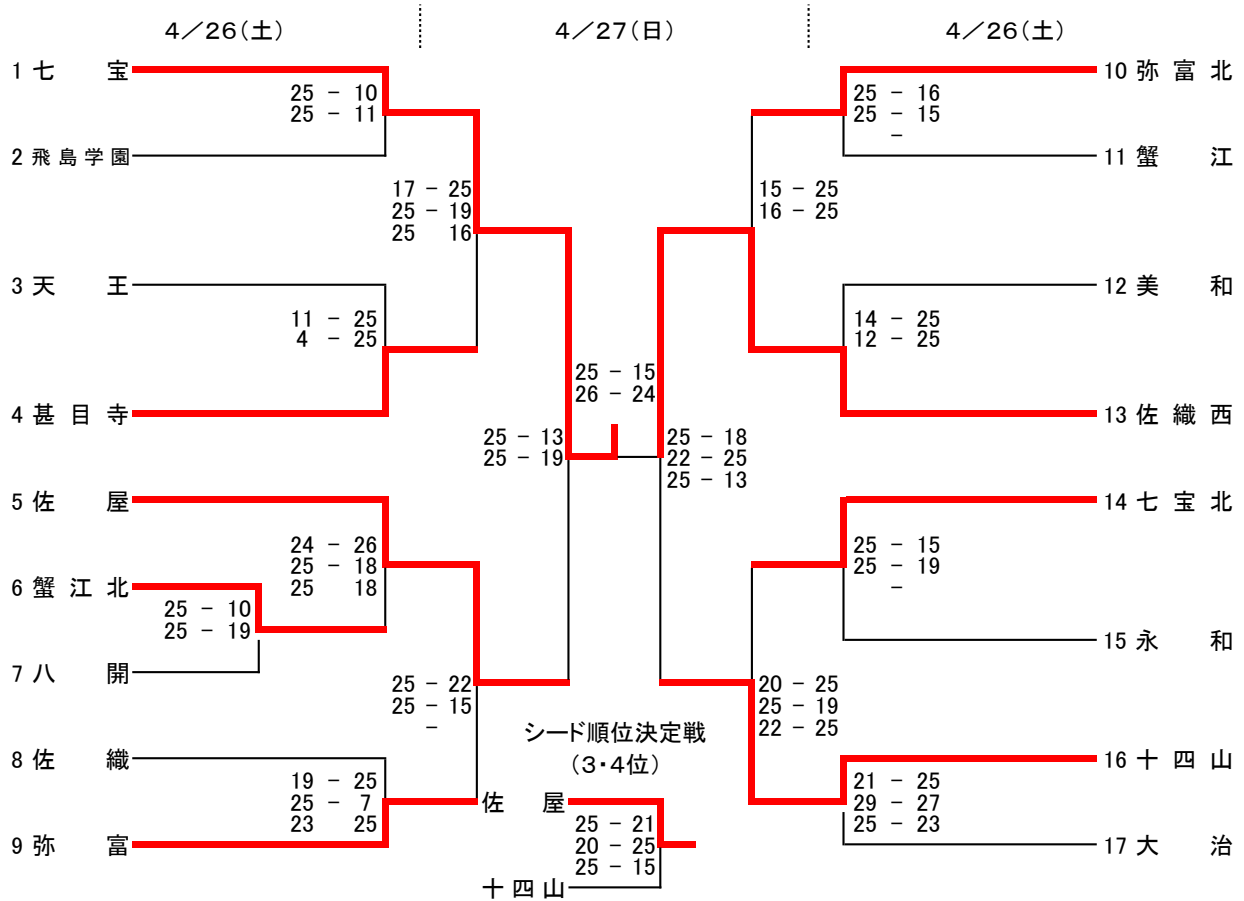 4／26(土)
4／27(日)
4／26(土)
1 七 宝
25 - 10
25 - 11
2 飛島学園
17 - 25
25 - 19
25 16
3 天 王
11 - 25
4 - 25
4 甚目寺
25 - 13
25 - 19
5 佐 屋
24 - 26
25 - 18
25 18
6 蟹江北
25 - 10
25 - 19
7 八 開
25 - 22
25 - 15
-
8 佐 織
19 - 25
25 - 7
23 25
9 弥 富
25 - 15
26 - 24
シード順位決定戦
(3・4位)
佐 屋
25 - 21
20 - 25
25 - 15
十四山
10 弥富北
25 - 16
25 - 15
-
11 蟹 江
15 - 25
16 - 25
12 美 和
14 - 25
12 - 25
13 佐織西
25 - 18
22 - 25
25 - 13
14 七宝北
25 - 15
25 - 19
-
15 永 和
20 - 25
25 - 19
22 - 25
16 十四山
21 - 25
29 - 27
25 - 23
17 大 治